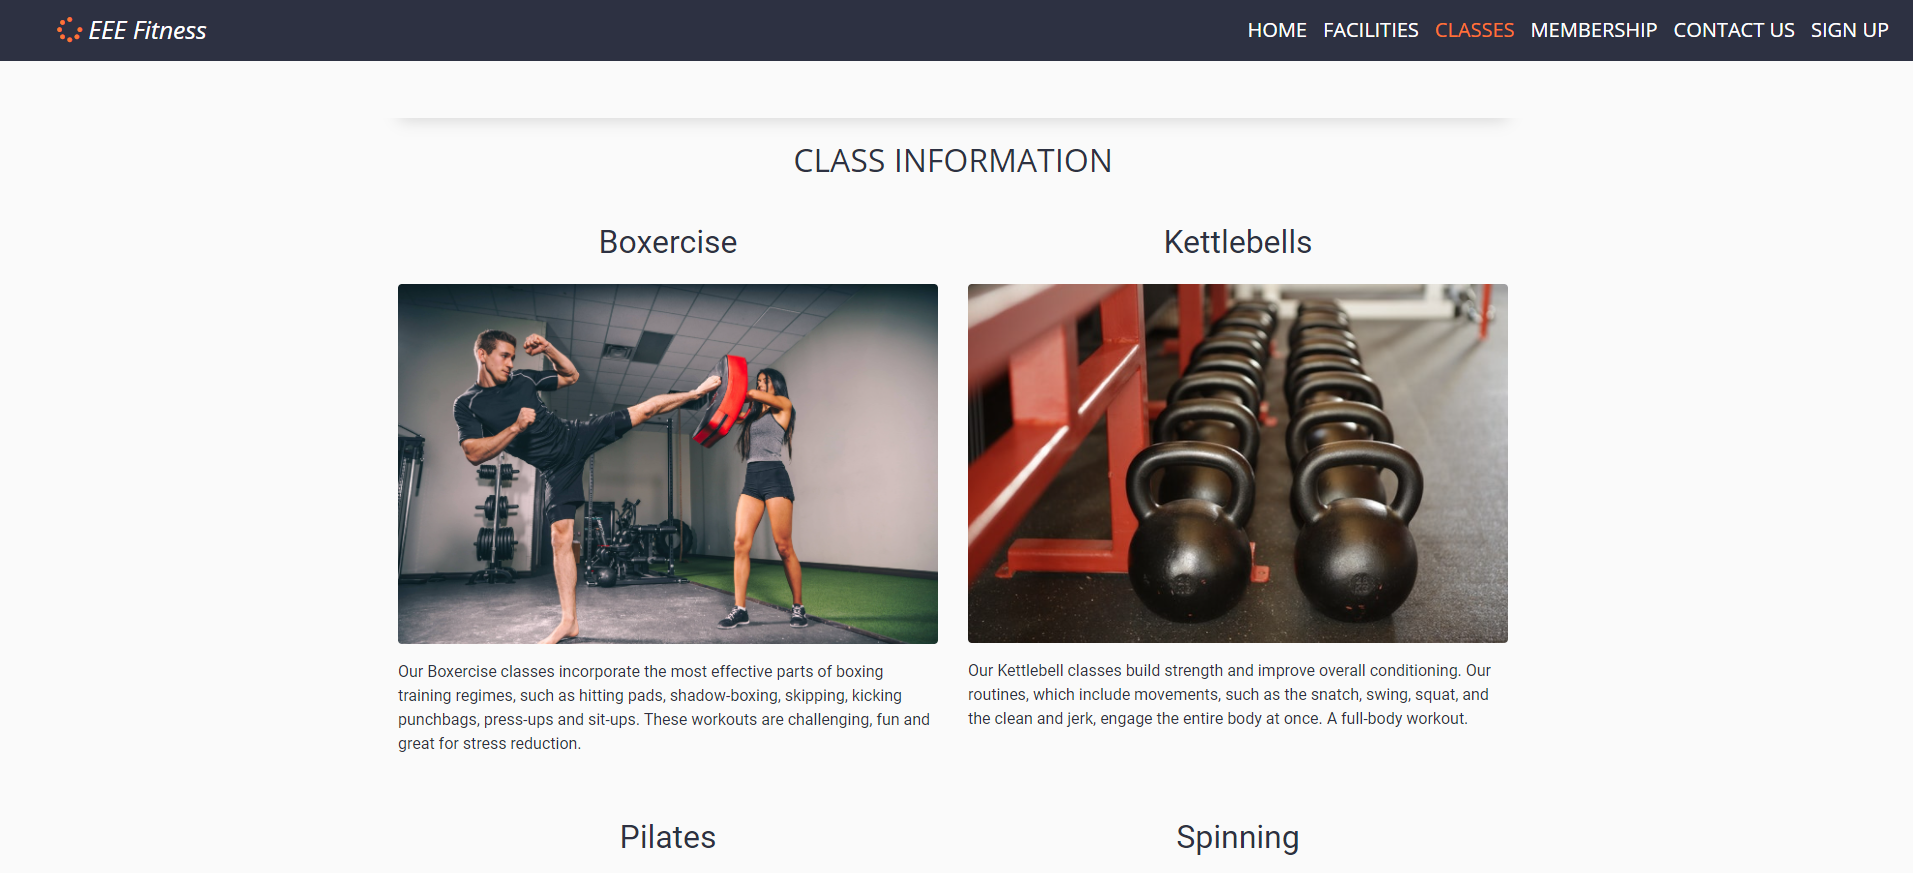 EEE Fitness
HOME FACILITIES CLASSES MEMBERSHIP CONTACT US SIGN UP
CLASS INFORMATION
Boxercise
Our Boxercise classes incorporate the most effective parts of boxing
training regimes, such as hitting pads, shadow-boxing, skipping, kicking
punchbags, press-ups and sit-ups. These workouts are challenging, fun and
great for stress reduction.
Kettlebells
Our Kettlebell classes build strength and improve overall conditioning. Our
routines, which include movements, such as the snatch, swing, squat, and
the clean and jerk, engage the entire body at once. A full-body workout.
Pilates
Spinning